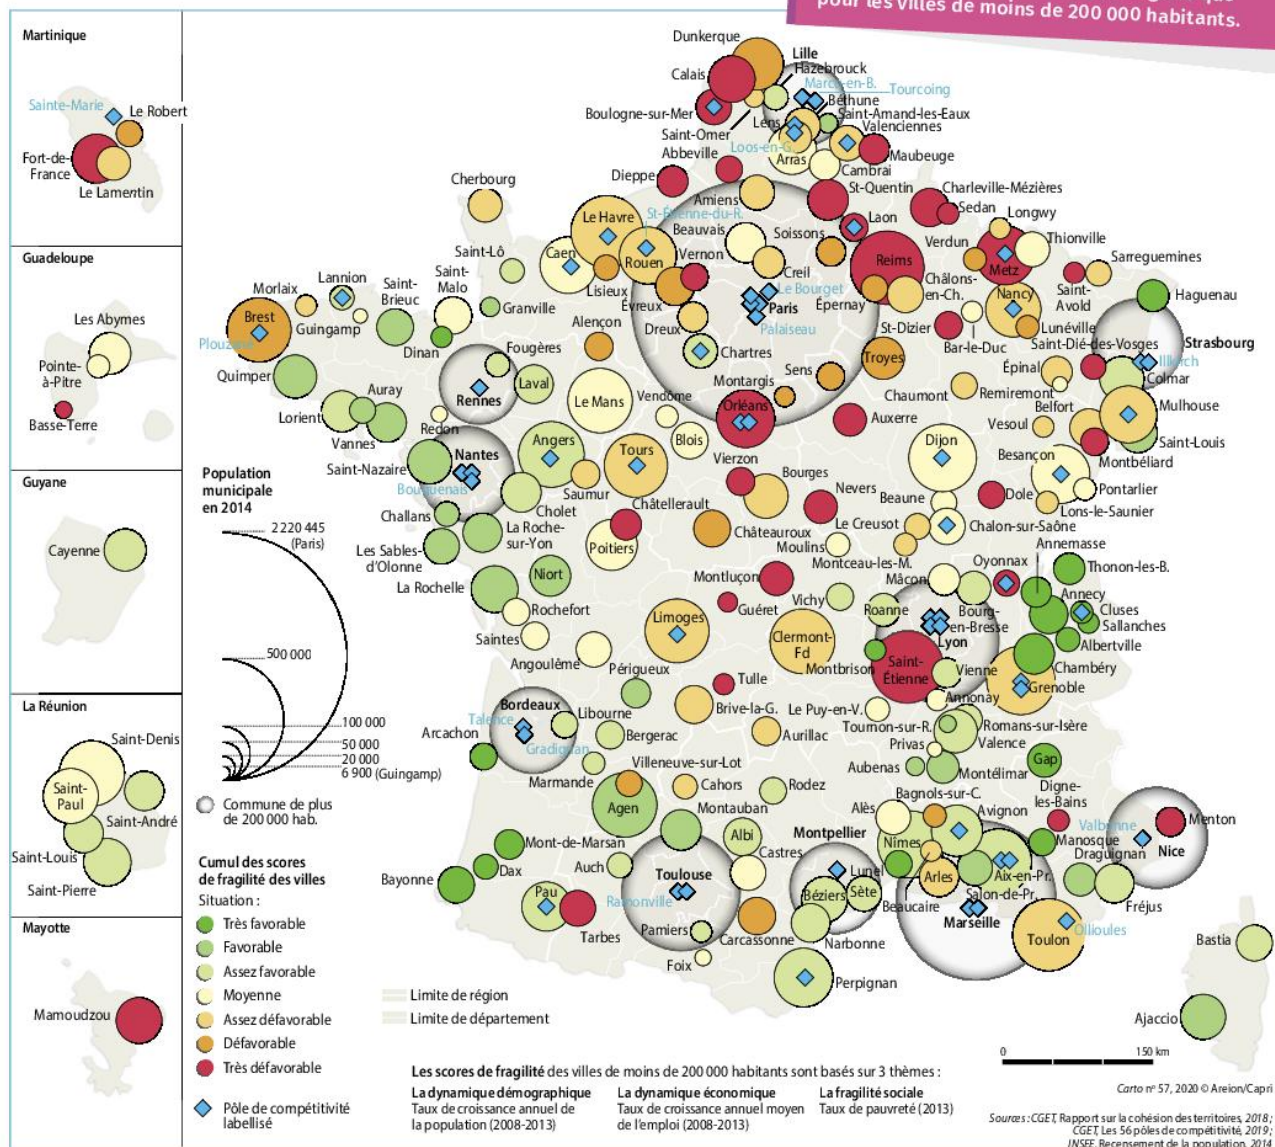 pour les villes de moins de 200 000 habitants.
Martinique
Sainte-Marie
Le Robert
Fort-de-
France
Le Lamentin
Guadeloupe
Les Abymes
Pointe-
à-Pitre
Basse-Terre
Guyane
Cayenne
La Réunion
Saint-Denis
Saint-
Paul
Saint-André
Saint-Louis
Saint-Pierre
Mayotte
Mamoudzou
Population
municipale
en 2014
2 220 445
(Paris)
500 000
100 000
50 000
20 000
6 900 (Guingamp)
Commune de plus
de 200 000 hab.
Cumul des scores
de fragilité des villes
Situation :
Très favorable
Favorable
Assez favorable
Moyenne
Assez défavorable
Défavorable
Très défavorable
Pôle de compétitivité
labellisé
Limite de région
Limite de département
Dunkerque
Lille
Calais
Hazebrouck
Marcq-en-B.
Tourcoing
Boulogne-sur-Mer
Béthune
Saint-Omer
Lens
Saint-Amand-les-Eaux
Valenciennes
Loos-en-G.
Abbeville
Arras
Maubeuge
Cambrai
Dieppe
Cherbourg
Amiens
St-Quentin
Charleville-Mézières
Sedan
Le Havre
St-Étienne-du-R.
Beauvais
Soissons
Laon
Longwy
Verdun
Thionville
Saint-Lô
Caen
Rouen
Vernon
Creil
Reims
Metz
Sarreguemines
Lannion
Saint-
Brieuc
Saint-
Malo
Granville
Lisieux
Évreux
Le Bourget
Paris
Épernay
Châlons-
en-Ch.
Nancy
Saint-
Avold
Haguenau
Morlaix
Brest
Guingamp
Plouzané
Dinan
Alençon
Dreux
Palaiseau
St-Dizier
Lunéville
Bar-le-Duc
Saint-Dié-des-Vosges
Strasbourg
Illkirch
Fougères
Chartres
Troyes
Épinal
Colmar
Quimper
Auray
Rennes
Laval
Le Mans
Vendôme
Montargis
Sens
Chaumont
Remiremont
Mulhouse
Lorient
Vannes
Redon
Orléans
Auxerre
Belfort
Vesoul
Saint-Louis
Angers
Tours
Blois
Dijon
Besançon
Montbéliard
Saint-Nazaire
Nantes
Bouguenais
Saumur
Vierzon
Bourges
Pontarlier
Challans
Cholet
Châtellerault
Nevers
Beaune
Dole
Lons-le-Saunier
Les Sables-
d'Olonne
La Roche-
sur-Yon
Poitiers
Châteauroux
Le Creusot
Chalon-sur-Saône
Moulins
Montceau-les-M.
Annemasse
Niort
Oyonnax
Thonon-les-B.
La Rochelle
Montluçon
Mâcon
Annecy
Guéret
Vichy
Roanne
Bourg-
en-Bresse
Cluses
Rochefort
Limoges
Clermont-
Fd
Lyon
Sallanches
Saintes
Albertville
Angoulême
Montbrison
Saint-
Étienne
Vienne
Chambéry
Périgueux
Tulle
Grenoble
Bordeaux
Annonay
Talence
Libourne
Brive-la-G.
Le Puy-en-V.
Tournon-sur-R.
Romans-sur-Isère
Arcachon
Gradignan
Bergerac
Aurillac
Privas
Valence
Marmande
Villeneuve-sur-Lot
Aubenas
Montélimar
Gap
Agen
Cahors
Rodez
Bagnols-sur-C.
Digne-
les-Bains
Montauban
Alès
Avignon
Mont-de-Marsan
Albi
Montpellier
Valbonne
Menton
Dax
Auch
Castres
Nîmes
Manosque
Draguignan
Nice
Bayonne
Toulouse
Lunel
Arles
Aix-en-Pr.
Pau
Ramonville
Béziers
Sète
Salon-de-Pr.
Beaucaire
Fréjus
Tarbes
Pamiers
Carcassonne
Marseille
Toulon
Ollioules
Foix
Narbonne
Perpignan
Bastia
Ajaccio
0
150 km
Les scores de fragilité des villes de moins de 200 000 habitants sont basés sur 3 thèmes :
La dynamique démographique
Taux de croissance annuel de
la population (2008-2013)
La dynamique économique
Taux de croissance annuel moyen
de l'emploi (2008-2013)
La fragilité sociale
Taux de pauvreté (2013)
Carto n° 57, 2020 © Areion/Capri
Sources : CGET, Rapport sur la cohésion des territoires, 2018 ;
CGET, Les 56 pôles de compétitivité, 2019 ;
INSEE, Recensement de la population, 2014